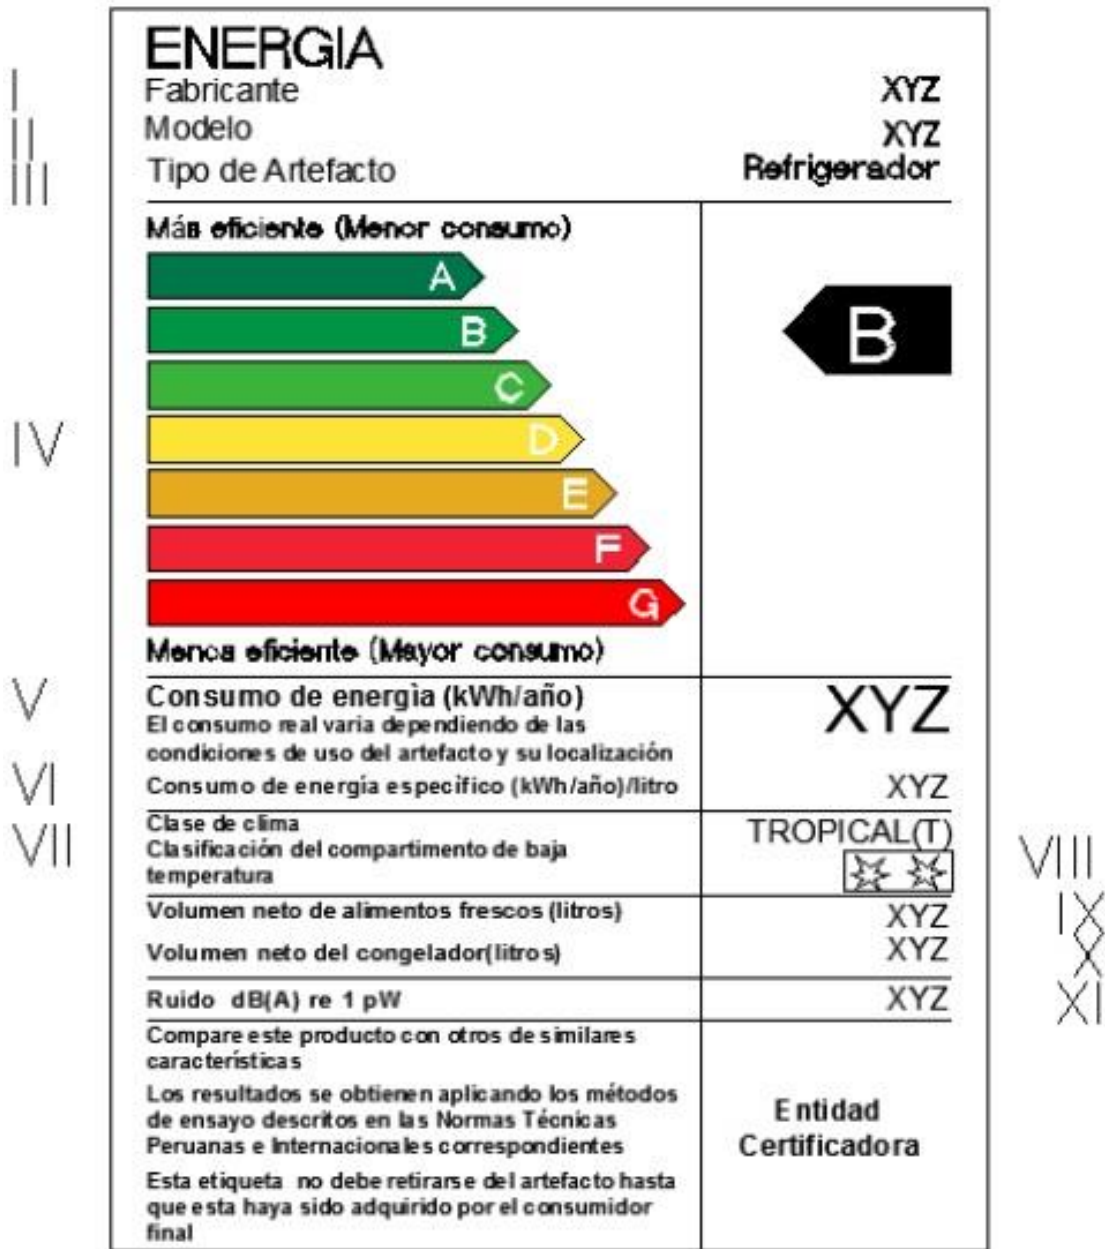 ENERGIA
I Fabricante XYZ
II Modelo XYZ
III Tipo de Artefacto Refrigerador
Más eficiente (Menor consumo)
A
B B
C
IV D
E
F
G
Menos eficiente (Mayor consumo)
V Consumo de energìa (kWh/año) XYZ
El consumo real varia dependiendo de las
condiciones de uso del artefacto y su localización
VI Consumo de energía específico (kWh/año)/litro XYZ
VII Clase de clima TROPICAL(T)
Clasificación del compartimento de baja VIII
temperatura
Volumen neto de alimentos frescos (litros) XYZ IX
Volumen neto del congelador(litros) XYZ X
Ruido dB(A) re 1 pW XYZ XI
Compare este producto con otros de similares
características
Los resultados se obtienen aplicando los métodos
de ensayo descritos en las Normas Técnicas
Peruanas e Internacionales correspondientes
Entidad
Certificadora
Esta etiqueta no debe retirarse del artefacto hasta
que esta haya sido adquirido por el consumidor
final